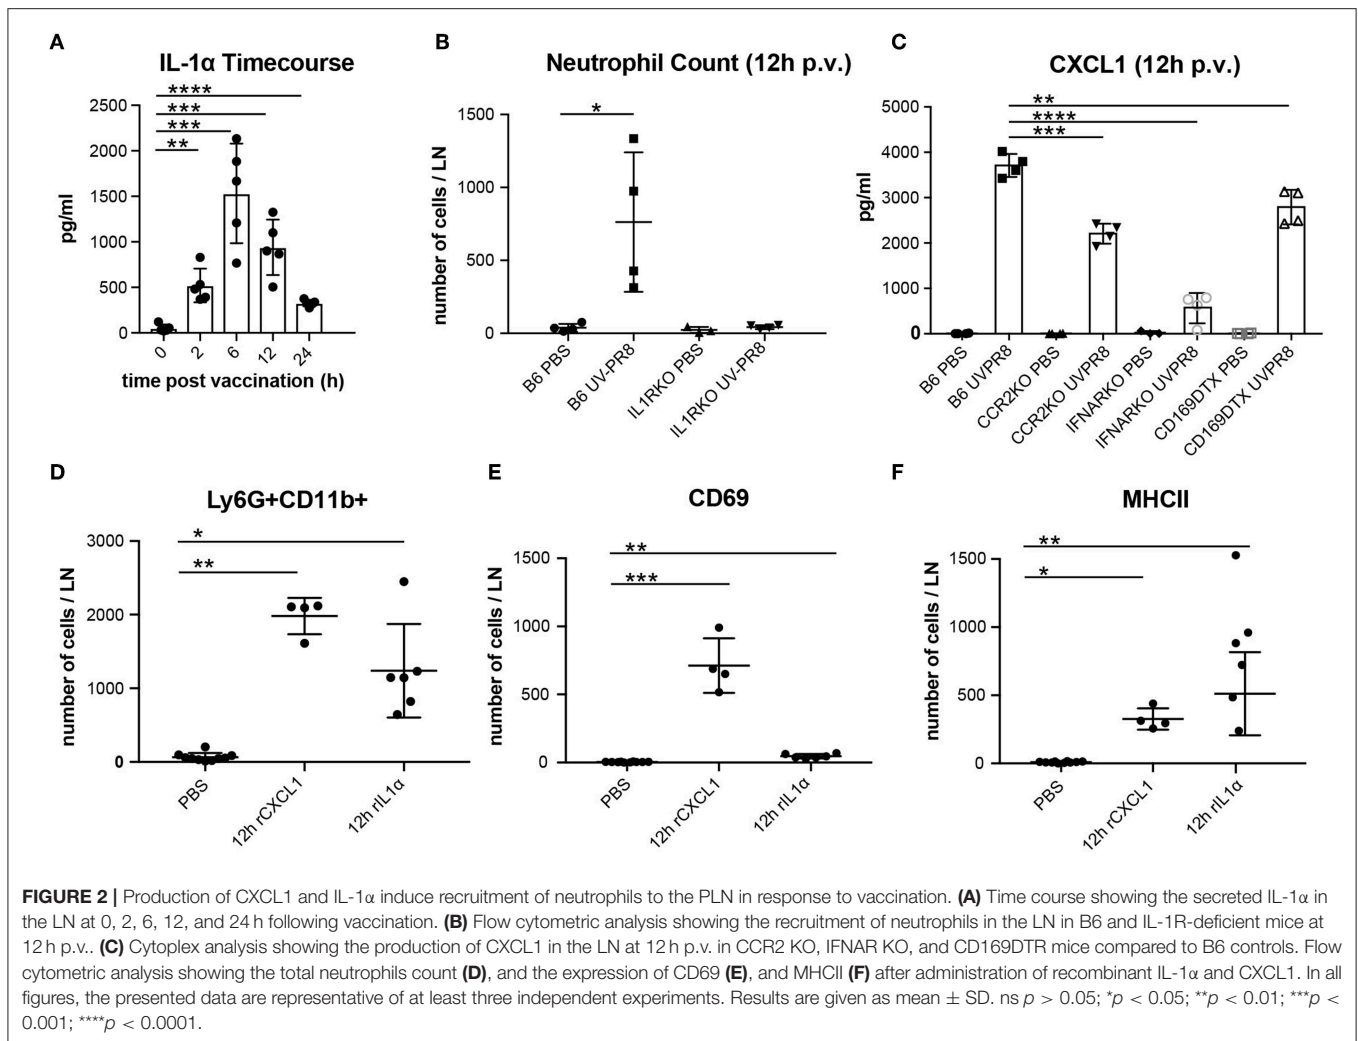 A
IL-1α Timecourse
****
***
***
**
2500
2000
1500
1000
500
0
pg/ml
0 2 6 12 24
time post vaccination (h)
B
Neutrophil Count (12h p.v.)
*
1500
1000
500
0
number of cells / LN
B6 PBS
B6 UV-PR8
IL1RKO PBS
IL1RKO UV-PR8
C
CXCL1 (12h p.v.)
**
****
***
5000
4000
3000
2000
1000
0
pg/ml
B6 PBS
B6 UVPR8
CCR2KO PBS
CCR2KO UVPR8
IFNARKO PBS
IFNARKO UVPR8
CD169DTX PBS
CD169DTX UVPR8
D
Ly6G+CD11b+
*
**
3000
2000
1000
0
number of cells / LN
PBS
12h rCXCL1
12h rIL1α
E
CD69
**
***
1500
1000
500
0
number of cells / LN
PBS
12h rCXCL1
12h rIL1α
F
MHCII
**
*
1500
1000
500
0
number of cells / LN
PBS
12h rCXCL1
12h rIL1α
FIGURE 2 | Production of CXCL1 and IL-1α induce recruitment of neutrophils to the PLN in response to vaccination. (A) Time course showing the secreted IL-1α in
the LN at 0, 2, 6, 12, and 24 h following vaccination. (B) Flow cytometric analysis showing the recruitment of neutrophils in the LN in B6 and IL-1R-deficient mice at
12 h p.v.. (C) Cytoplex analysis showing the production of CXCL1 in the LN at 12 h p.v. in CCR2 KO, IFNAR KO, and CD169DTR mice compared to B6 controls. Flow
cytometric analysis showing the total neutrophils count (D), and the expression of CD69 (E), and MHCII (F) after administration of recombinant IL-1α and CXCL1. In all
figures, the presented data are representative of at least three independent experiments. Results are given as mean ± SD. ns p > 0.05; *p < 0.05; **p < 0.01; ***p <
0.001; ****p < 0.0001.